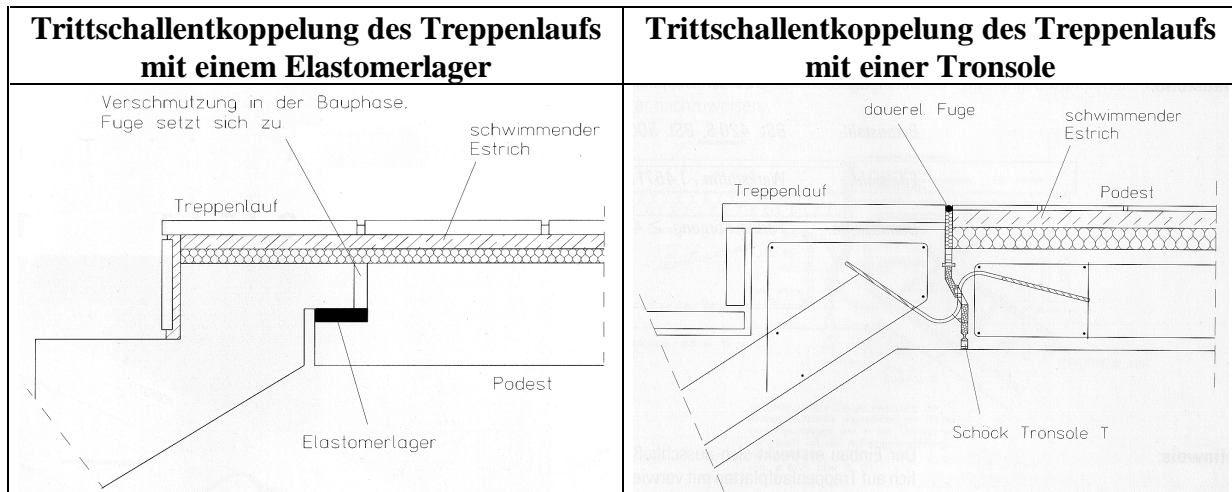 Trittschallentkoppelung des Treppenlaufs
mit einem Elastomerlager
Verschmutzung in der Bauphase.
Fuge setzt sich zu.
schwimmender
Estrich
Treppenlauf
Podest
Elastomerlager
Trittschallentkoppelung des Treppenlaufs
mit einer Tronsole
dauerel. Fuge
schwimmender
Estrich
Treppenlauf
Podest
Schöck Tronsole T